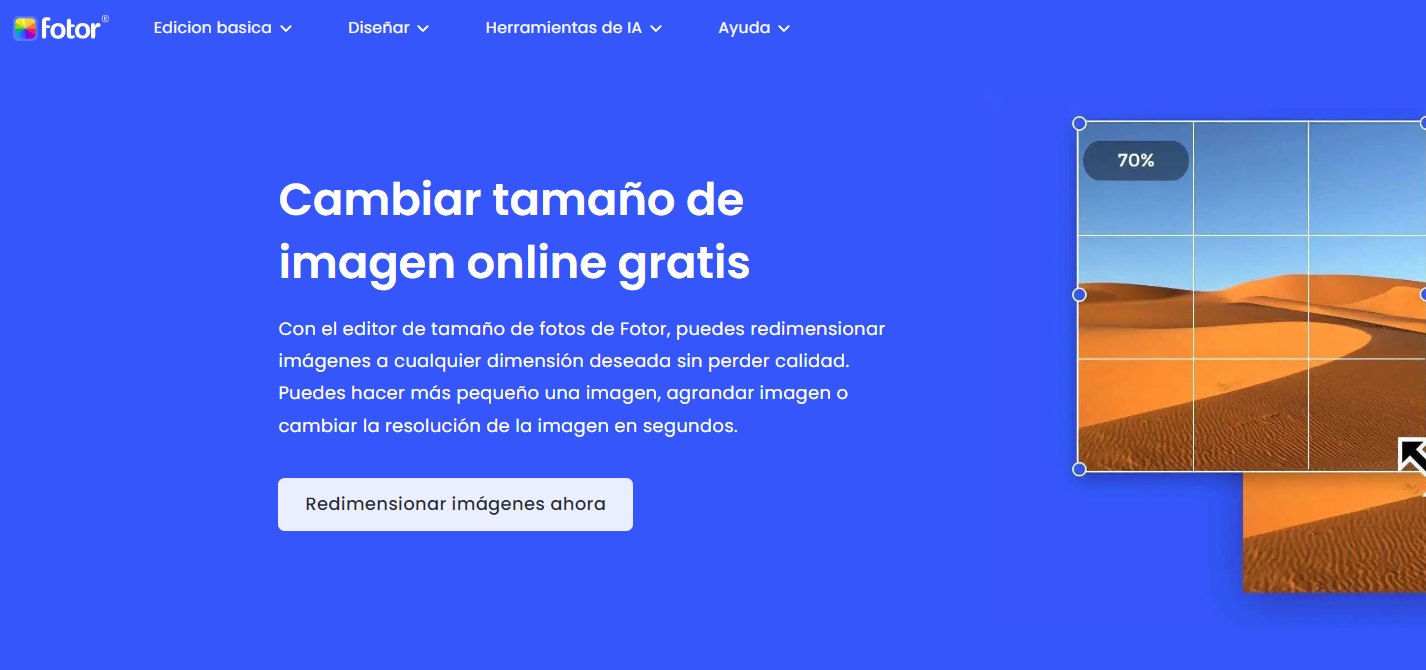 fotor®
Edicion basica
Diseñar
Herramientas de IA
Ayuda
Cambiar tamaño de
imagen online gratis
Con el editor de tamaño de fotos de Fotor, puedes redimensionar
imágenes a cualquier dimensión deseada sin perder calidad.
Puedes hacer más pequeño una imagen, agrandar imagen o
cambiar la resolución de la imagen en segundos.
Redimensionar imágenes ahora
70%